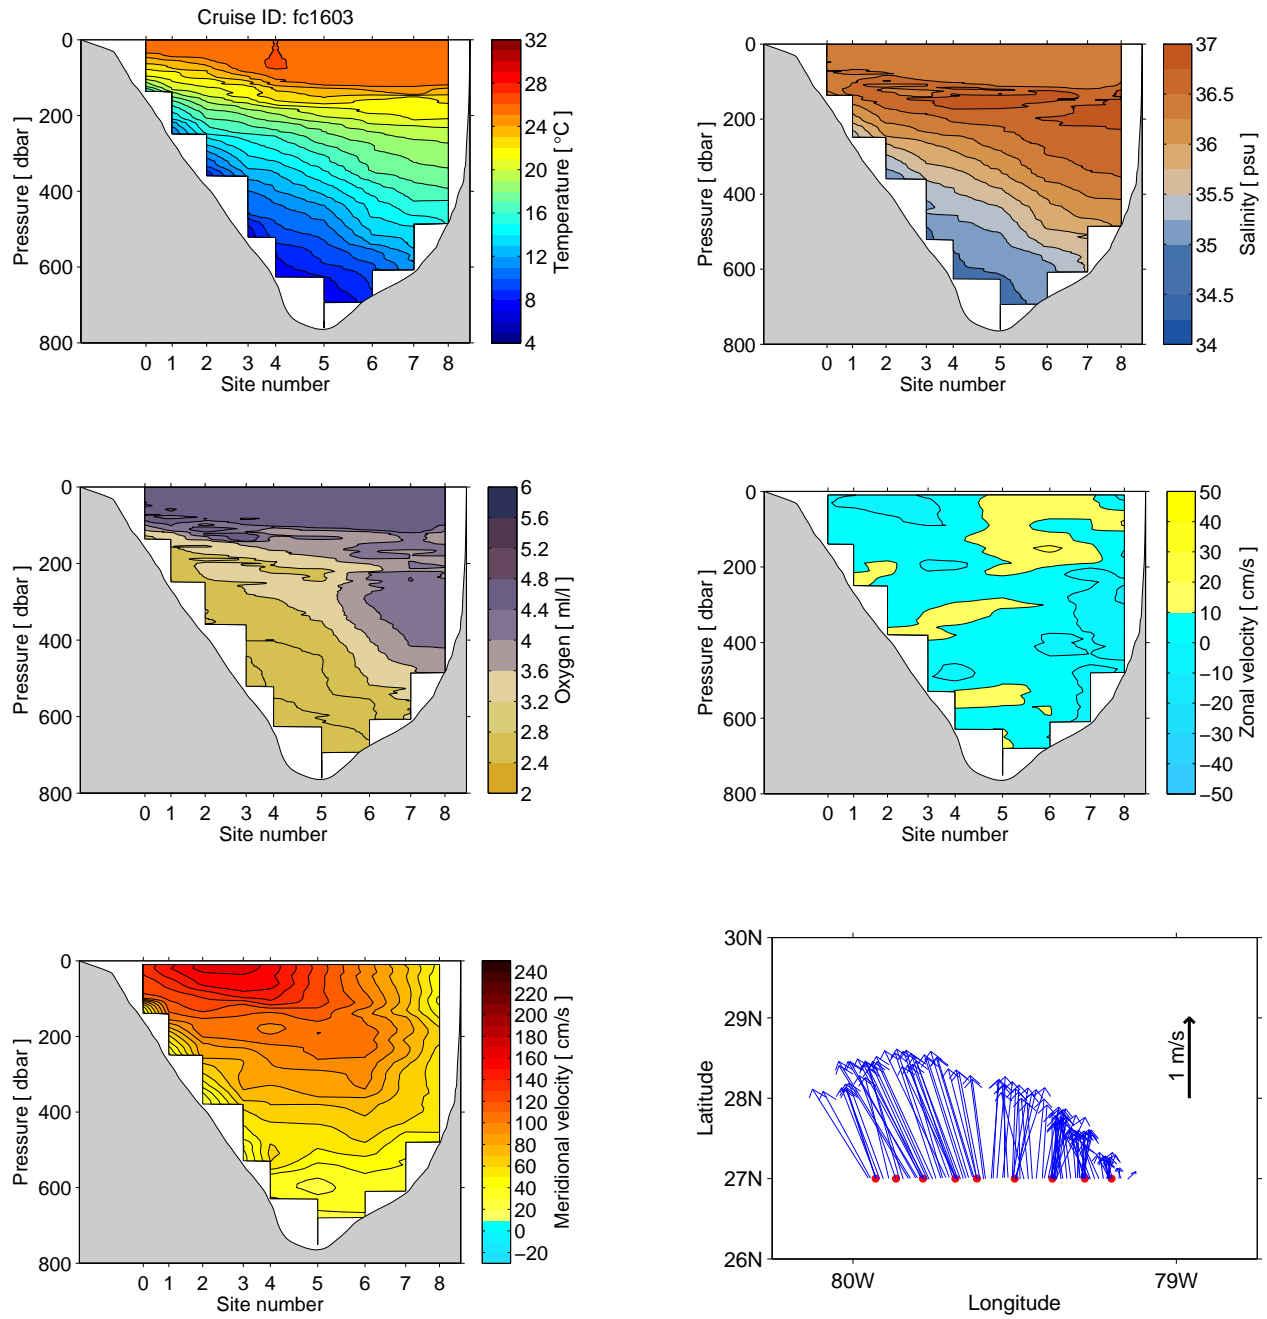 Cruise ID: fc1603
0
200
400
600
800
Pressure [ dbar ]
0 1 2 3 4 5 6 7 8
Site number
32
28
24
20
16
12
8
4
Temperature [ °C ]
0
200
400
600
800
Pressure [ dbar ]
0 1 2 3 4 5 6 7 8
Site number
37
36.5
36
35.5
35
34.5
34
Salinity [ psu ]
0
200
400
600
800
Pressure [ dbar ]
0 1 2 3 4 5 6 7 8
Site number
6
5.6
5.2
4.8
4.4
4
3.6
3.2
2.8
2.4
2
Oxygen [ ml/l ]
0
200
400
600
800
Pressure [ dbar ]
0 1 2 3 4 5 6 7 8
Site number
50
40
30
20
10
0
−10
−20
−30
−40
−50
Zonal velocity [ cm/s ]
0
200
400
600
800
Pressure [ dbar ]
0 1 2 3 4 5 6 7 8
Site number
240
220
200
180
160
140
120
100
80
60
40
20
0
−20
Meridional velocity [ cm/s ]
30N
29N
28N
27N
26N
Latitude
1 m/s
80W 79W
Longitude